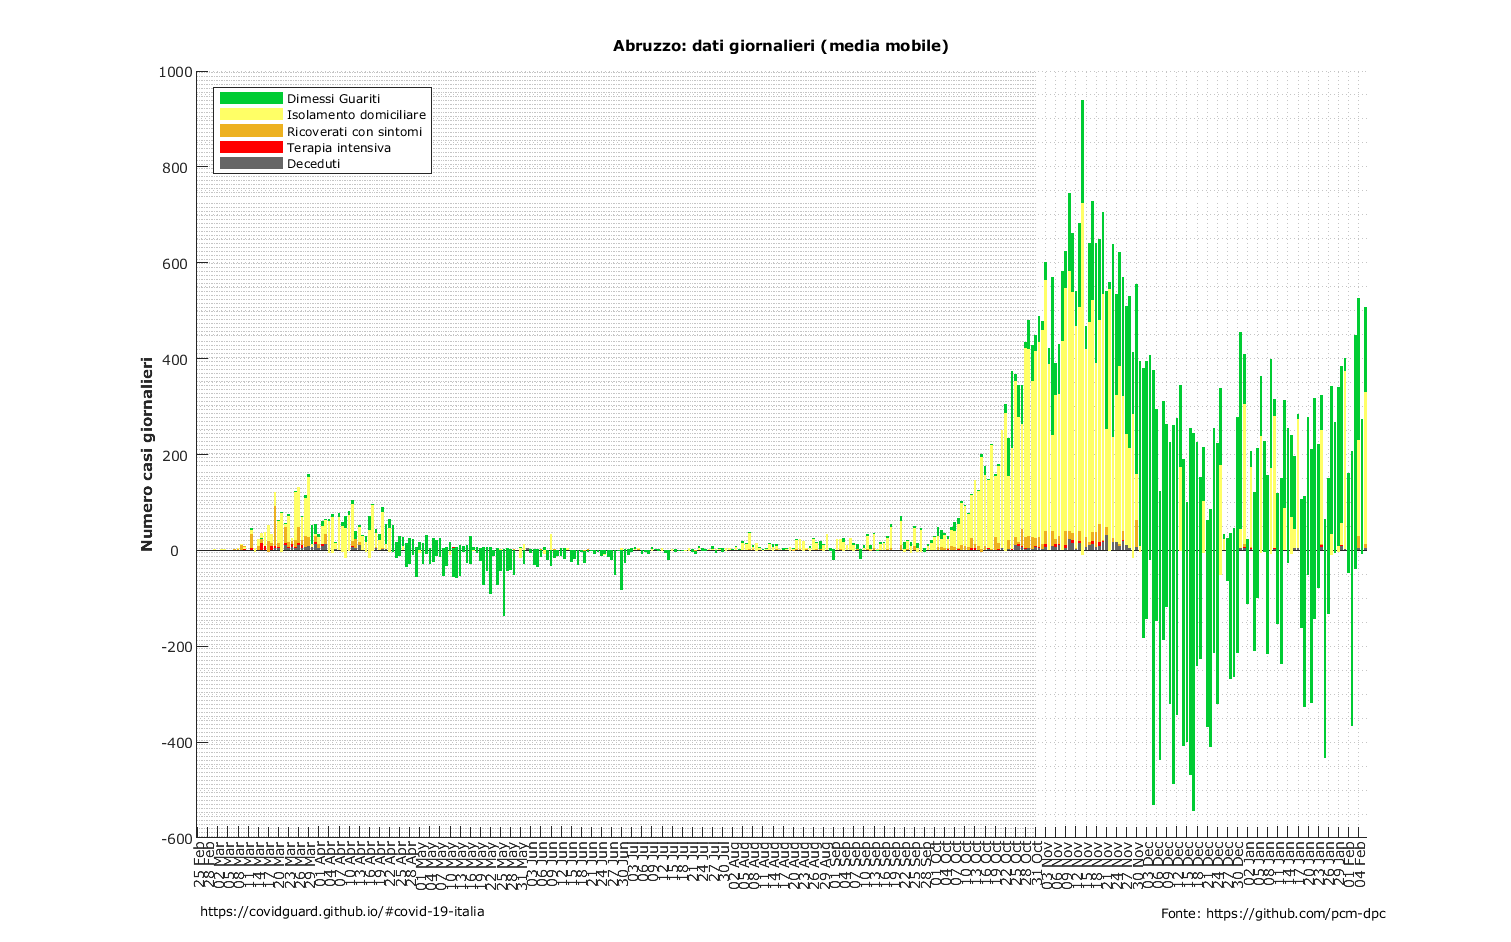 Abruzzo: dati giornalieri (media mobile)
1000
800
600
400
200
0
-200
-400
-600
Numero casi giornalieri
Dimessi Guariti
Isolamento domiciliare
Ricoverati con sintomi
Terapia intensiva
Deceduti
25 Feb
28 Feb
02 Mar
05 Mar
08 Mar
11 Mar
14 Mar
17 Mar
20 Mar
23 Mar
26 Mar
29 Mar
01 Apr
04 Apr
07 Apr
10 Apr
13 Apr
16 Apr
19 Apr
22 Apr
25 Apr
28 Apr
01 May
04 May
07 May
10 May
13 May
16 May
19 May
22 May
25 May
28 May
31 May
03 Jun
06 Jun
09 Jun
12 Jun
15 Jun
18 Jun
21 Jun
24 Jun
27 Jun
30 Jun
03 Jul
06 Jul
09 Jul
12 Jul
15 Jul
18 Jul
21 Jul
24 Jul
27 Jul
30 Jul
02 Aug
05 Aug
08 Aug
11 Aug
14 Aug
17 Aug
20 Aug
23 Aug
26 Aug
29 Aug
01 Sep
04 Sep
07 Sep
10 Sep
13 Sep
16 Sep
19 Sep
22 Sep
25 Sep
28 Sep
01 Oct
04 Oct
07 Oct
10 Oct
13 Oct
16 Oct
19 Oct
22 Oct
25 Oct
28 Oct
31 Oct
03 Nov
06 Nov
09 Nov
12 Nov
15 Nov
18 Nov
21 Nov
24 Nov
27 Nov
30 Nov
03 Dec
06 Dec
09 Dec
12 Dec
15 Dec
18 Dec
21 Dec
24 Dec
27 Dec
30 Dec
02 Jan
05 Jan
08 Jan
11 Jan
14 Jan
17 Jan
20 Jan
23 Jan
26 Jan
29 Jan
01 Feb
04 Feb
https://covidguard.github.io/#covid-19-italia
Fonte: https://github.com/pcm-dpc